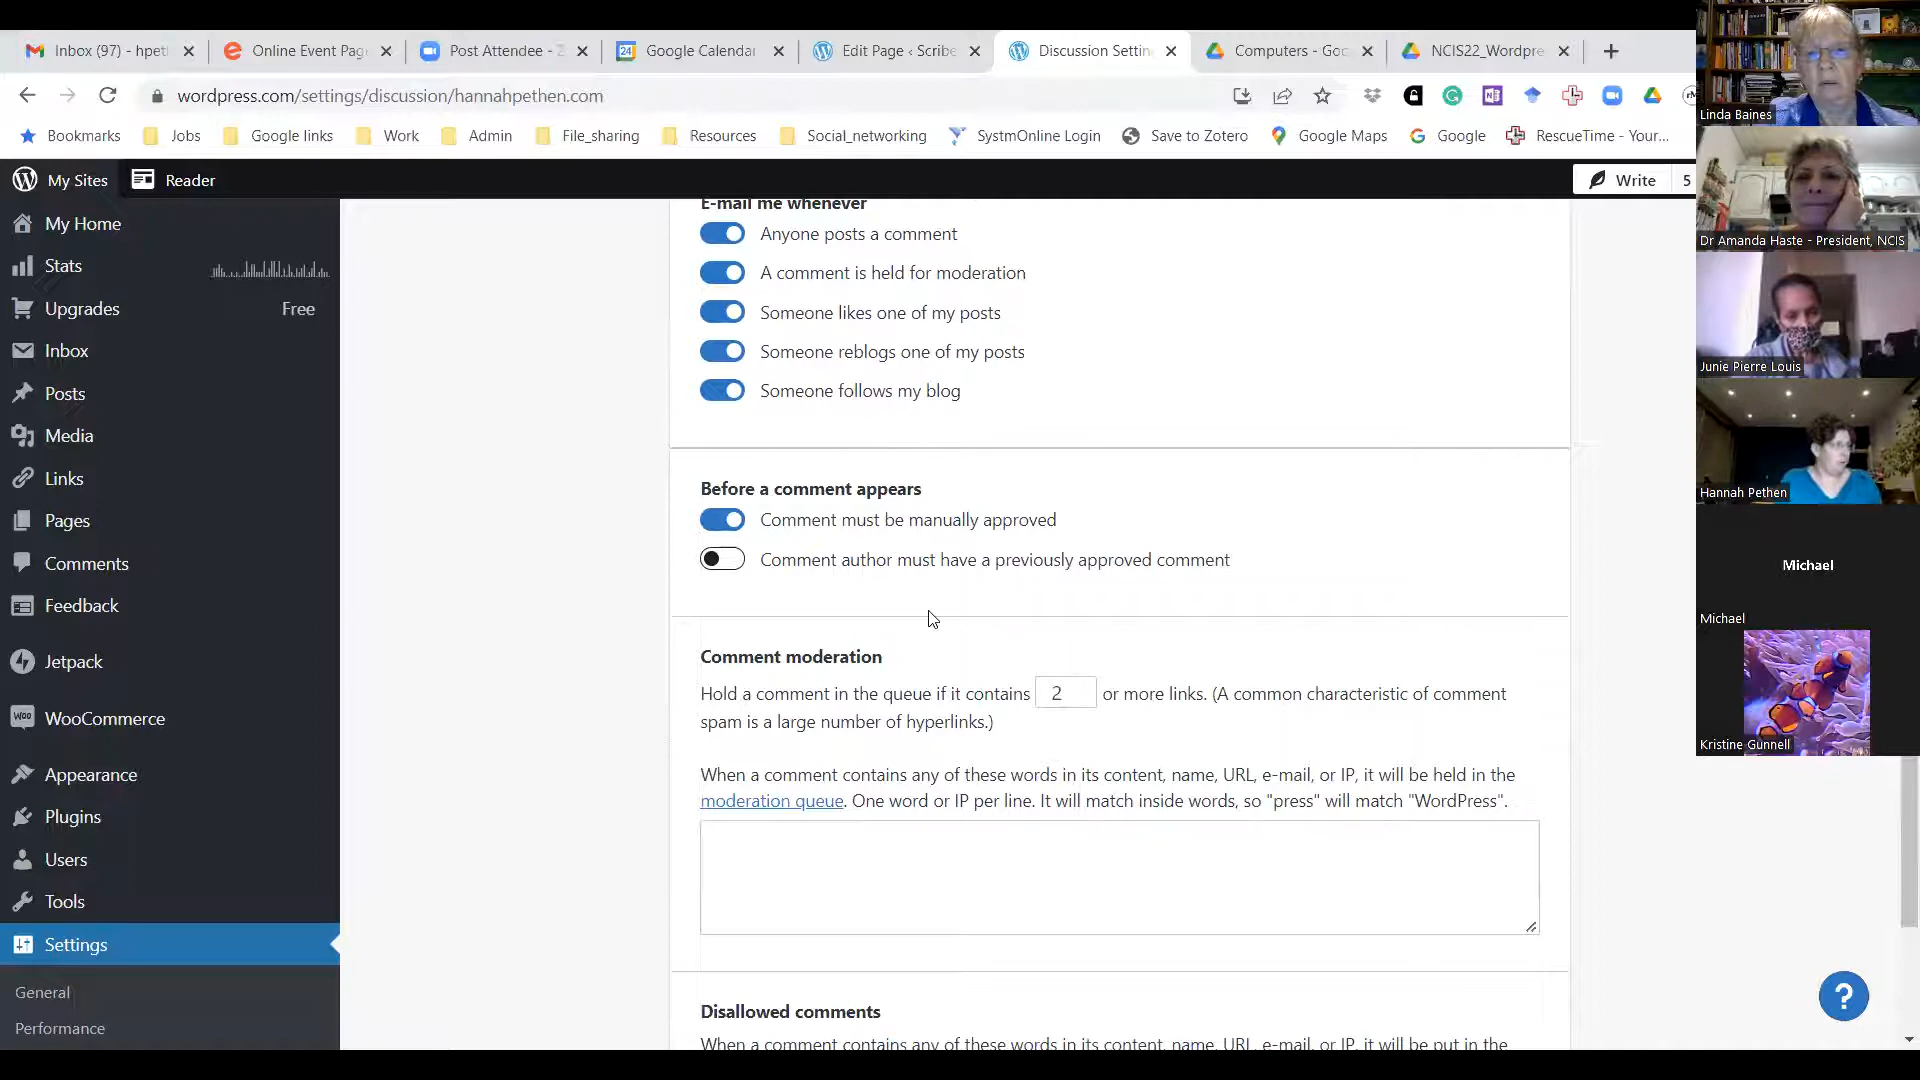 Inbox (97) - hpet
Online Event Pag
Post Attendee - Z
Google Calenda
Edit Page ‹ Scribe
Discussion Settin
Computers - Goo
NCIS22_Wordpre
wordpress.com/settings/discussion/hannahpethen.com
Bookmarks
Jobs
Google links
Work
Admin
File_sharing
Resources
Social_networking
SystmOnline Login
Save to Zotero
Google Maps
Google
RescueTime - Your...
My Sites
Reader
Write
5
My Home
Stats
Upgrades Free
Inbox
Posts
Media
Links
Pages
Comments
Feedback
Jetpack
WooCommerce
Appearance
Plugins
Users
Tools
Settings
General
Performance
E-mail me whenever
Anyone posts a comment
A comment is held for moderation
Someone likes one of my posts
Someone reblogs one of my posts
Someone follows my blog
Before a comment appears
Comment must be manually approved
Comment author must have a previously approved comment
Comment moderation
Hold a comment in the queue if it contains 2 or more links. (A common characteristic of comment
spam is a large number of hyperlinks.)
When a comment contains any of these words in its content, name, URL, e-mail, or IP, it will be held in the
moderation queue. One word or IP per line. It will match inside words, so "press" will match "WordPress".
Disallowed comments
When a comment contains any of these words in its content, name, URL, e-mail, or IP, it will be put in the
?
Linda Baines
Dr Amanda Haste - President, NCIS
Junie Pierre Louis
Hannah Pethen
Michael
Michael
Kristine Gunnell